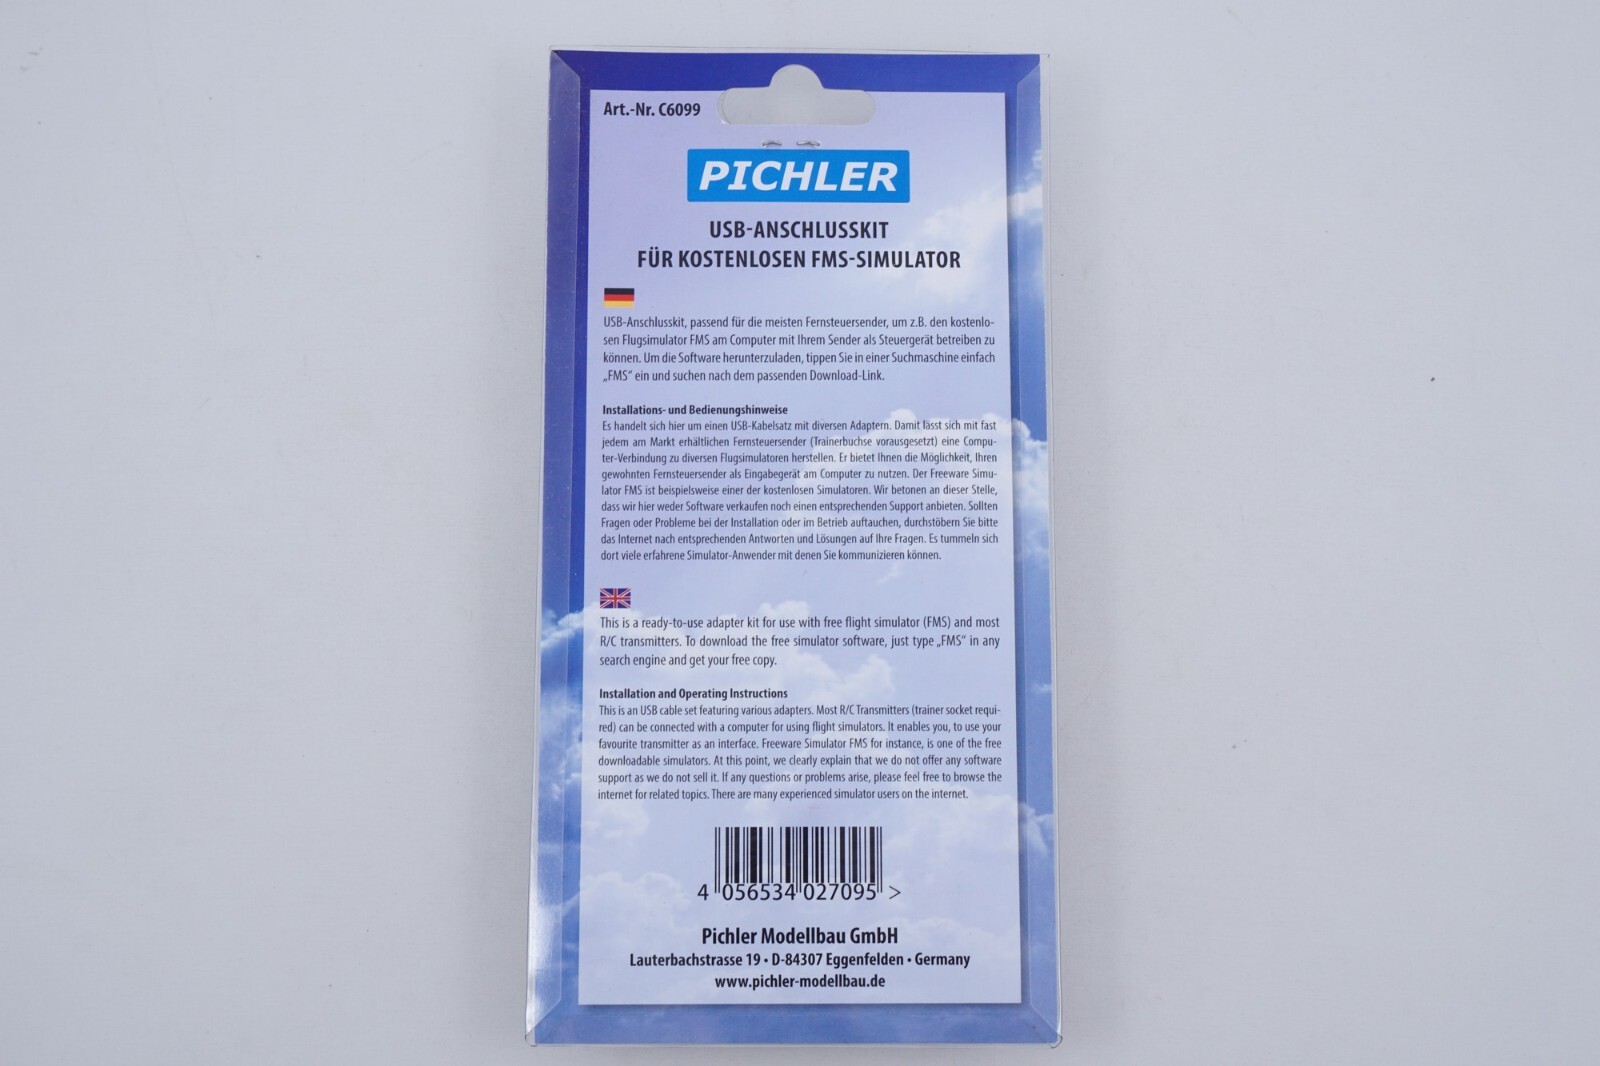 Art.-Nr. C6099
PICHLER
USB-ANSCHLUSSKIT
FÜR KOSTENLOSEN FMS-SIMULATOR
USB-Anschlusskit, passend für die meisten Fernsteuersender, um z.B. den kostenlo-
sen Flugsimulator FMS am Computer mit Ihrem Sender als Steuergerät betreiben zu
können. Um die Software herunterzuladen, tippen Sie in einer Suchmaschine einfach
„FMS“ ein und suchen nach dem passenden Download-Link.
Installations- und Bedienungshinweise
Es handelt sich hier um einen USB-Kabelsatz mit diversen Adaptern. Damit lässt sich mit fast
jedem am Markt erhältlichen Fernsteuersender (Trainerbuchse vorausgesetzt) eine Compu-
ter-Verbindung zu diversen Flugsimulatoren herstellen. Er bietet Ihnen die Möglichkeit, Ihren
gewohnten Fernsteuersender als Eingabegerät am Computer zu nutzen. Der Freeware Simu-
lator FMS ist beispielsweise einer der kostenlosen Simulatoren. Wir betonen an dieser Stelle,
dass wir hier weder Software verkaufen noch einen entsprechenden Support anbieten. Sollten
Fragen oder Probleme bei der Installation oder im Betrieb auftauchen, durchstöbern Sie bitte
das Internet nach entsprechenden Antworten und Lösungen auf Ihre Fragen. Es tummeln sich
dort viele erfahrene Simulator-Anwender mit denen Sie kommunizieren können.
This is a ready-to-use adapter kit for use with free flight simulator (FMS) and most
R/C transmitters. To download the free simulator software, just type „FMS“ in any
search engine and get your free copy.
Installation and Operating Instructions
This is an USB cable set featuring various adapters. Most R/C Transmitters (trainer socket requi-
red) can be connected with a computer for using flight simulators. It enables you, to use your
favourite transmitter as an interface. Freeware Simulator FMS for instance, is one of the free
downloadable simulators. At this point, we clearly explain that we do not offer any software
support as we do not sell it. If any questions or problems arise, please feel free to browse the
internet for related topics. There are many experienced simulator users on the internet.
4 056534 027095 >
Pichler Modellbau GmbH
Lauterbachstrasse 19 • D-84307 Eggenfelden • Germany
www.pichler-modellbau.de